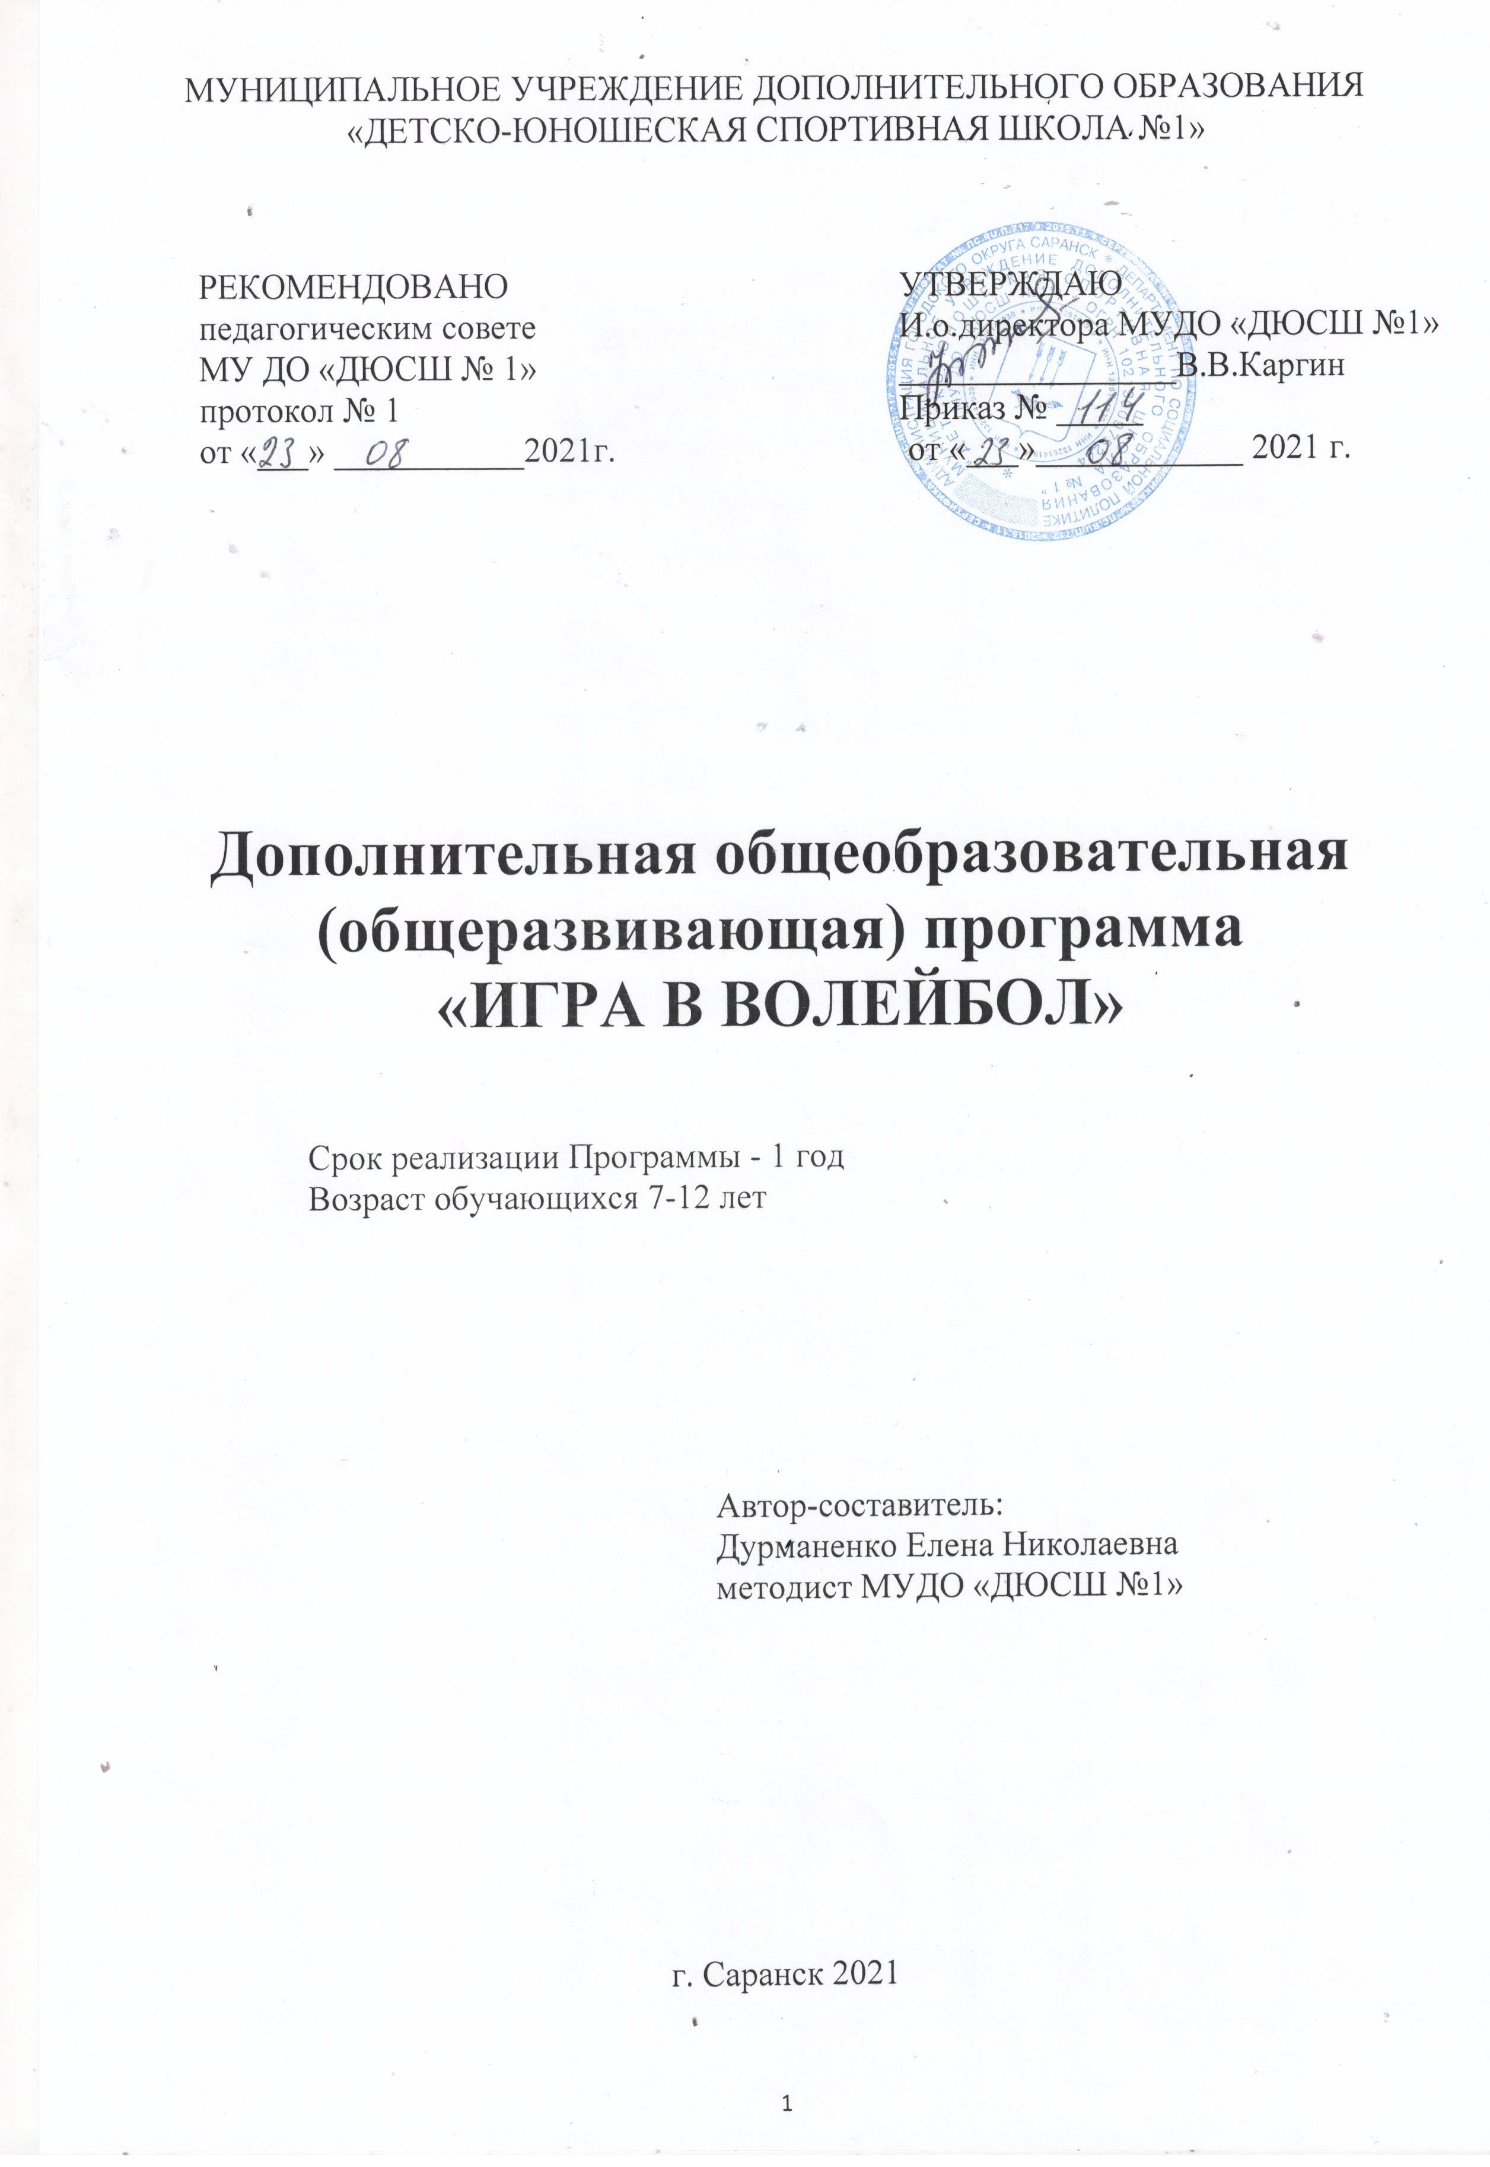 МУНИЦИПАЛЬНОЕ УЧРЕЖДЕНИЕ ДОПОЛНИТЕЛЬНОГО ОБРАЗОВАНИЯ
«ДЕТСКО-ЮНОШЕСКАЯ СПОРТИВНАЯ ШКОЛА №1»
РЕКОМЕНДОВАНО
педагогическим совете
МУ ДО «ДЮСШ № 1»
протокол № 1
от «23» 08 2021г.
УТВЕРЖДАЮ
И.о.директора МУДО «ДЮСШ №1»
В.В.Каргин
Приказ № 114
от «23» 08 2021 г.
Дополнительная общеобразовательная
(общеразвивающая) программа
«ИГРА В ВОЛЕЙБОЛ»
Срок реализации Программы - 1 год
Возраст обучающихся 7-12 лет
Автор-составитель:
Дурманенко Елена Николаевна
методист МУДО «ДЮСШ №1»
г. Саранск 2021
1